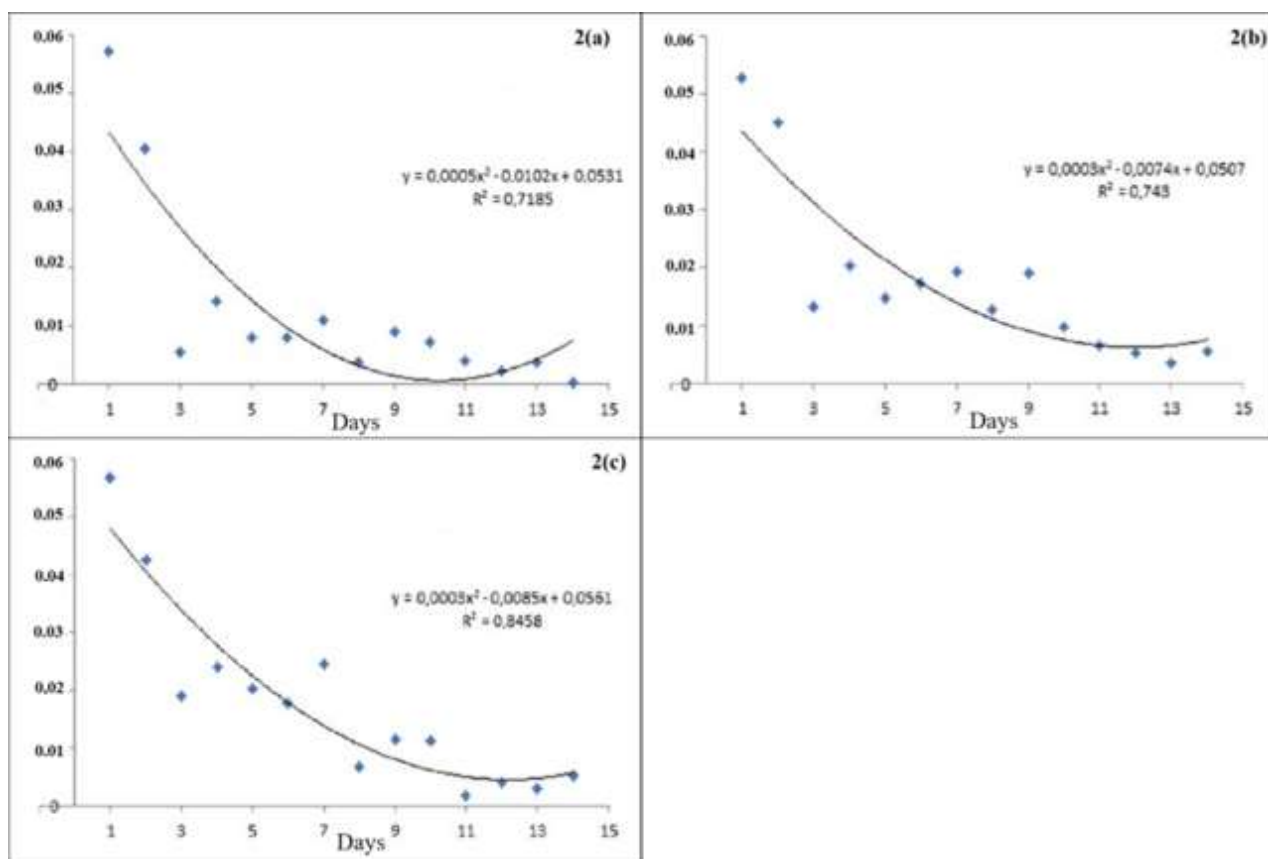 2(a)
0.06
0.05
0.04
0.03
0.02
0.01
0
y = 0,0005x² - 0.0102x + 0,0531
R² = 0,7185
1 3 5 7 9 11 13 15
Days
2(b)
0.06
0.05
0.04
0.03
0.02
0.01
0
y = 0,0003x² - 0,0074x + 0,0507
R² = 0,743
1 3 5 7 9 11 13 15
Days
2(c)
0.06
0.05
0.04
0.03
0.02
0.01
0
y = 0,0003x² - 0,0085x + 0,0561
R² = 0,8458
1 3 5 7 9 11 13 15
Days